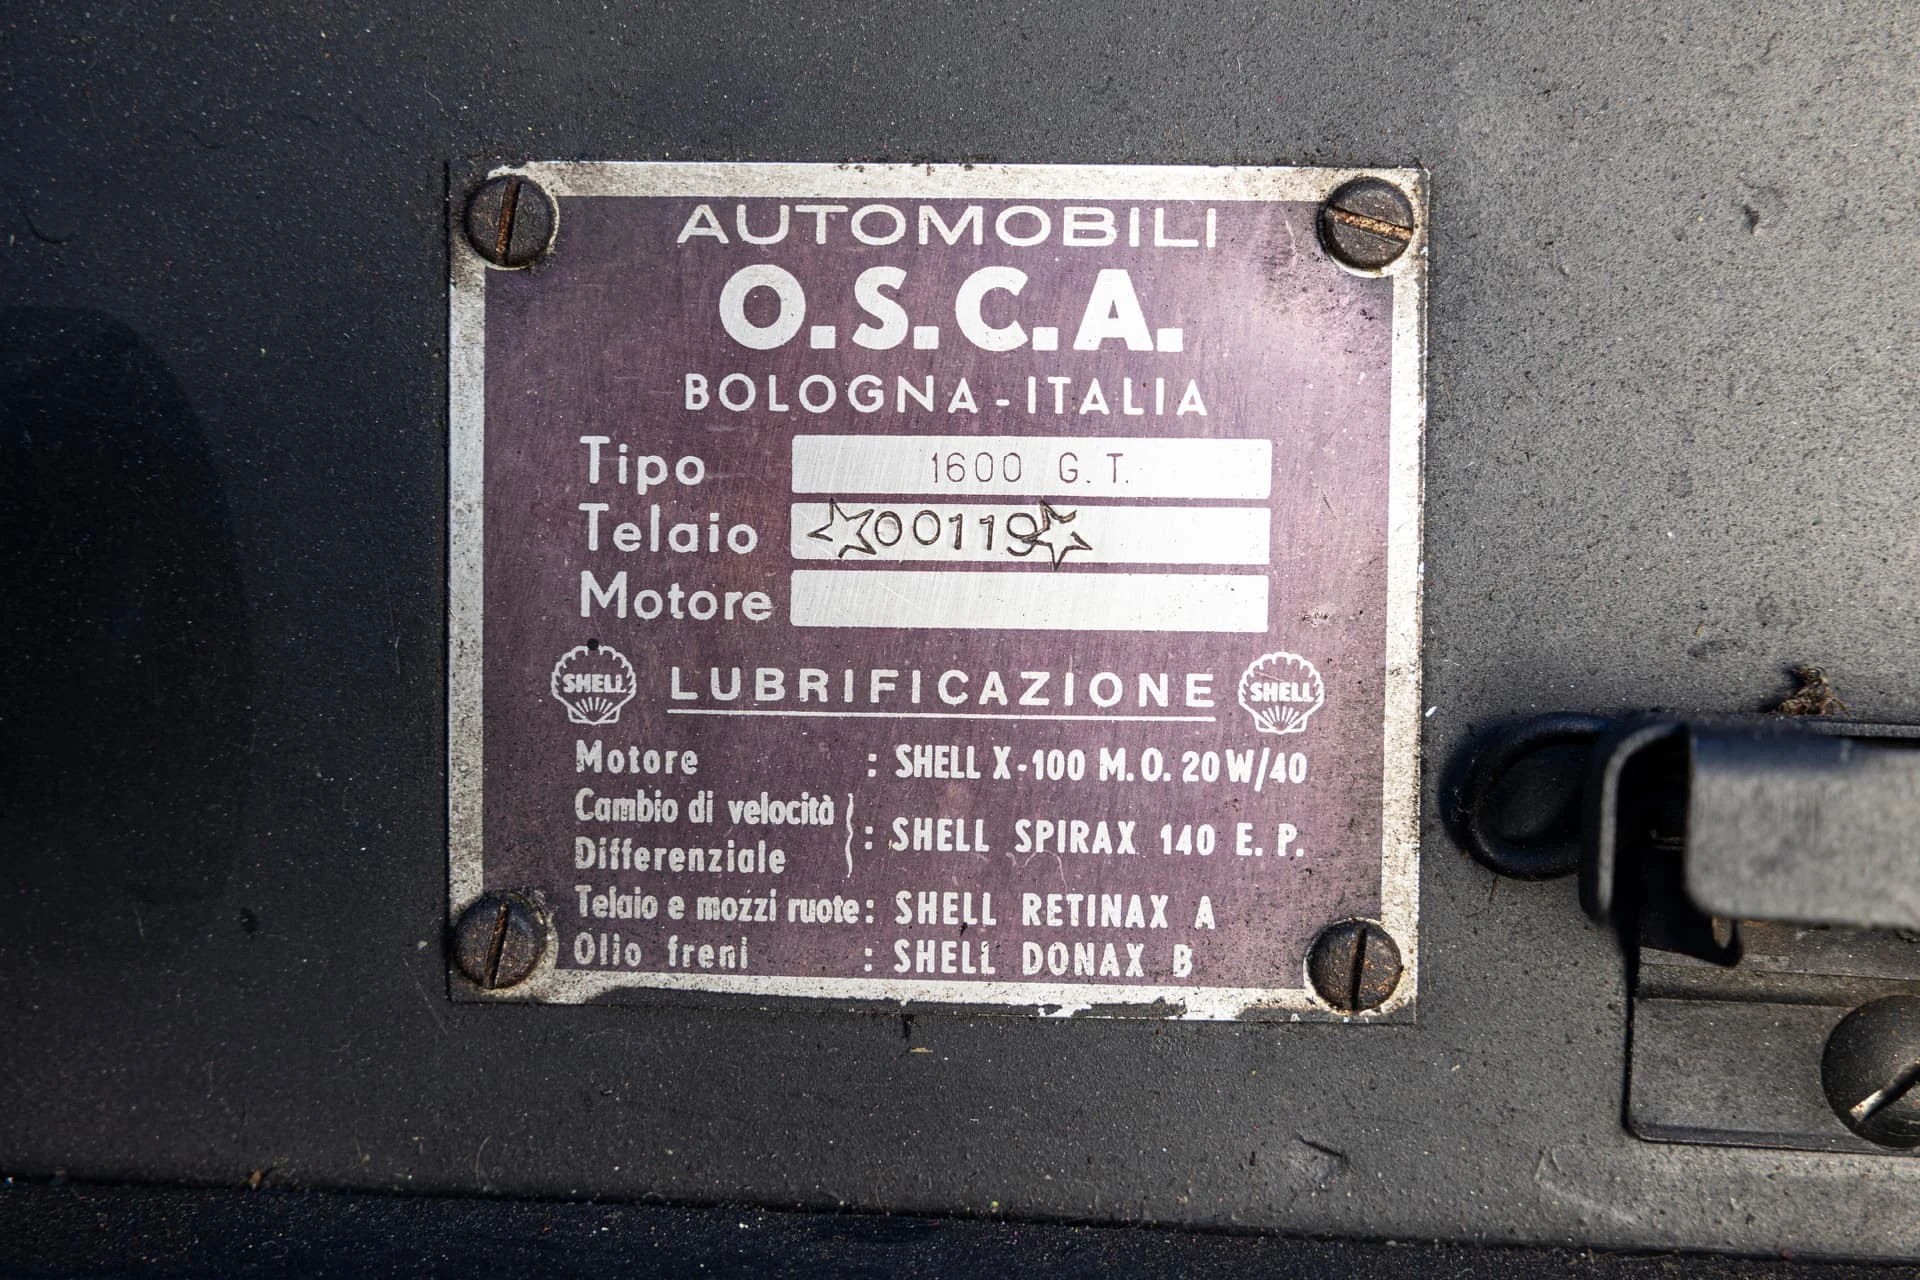 AUTOMOBILI
O.S.C.A.
BOLOGNA-ITALIA
Tipo 1600 G.T.
Telaio ☆00119☆
Motore
SHELL LUBRIFICAZIONE SHELL
Motore : SHELL X-100 M.O. 20W/40
Cambio di velocità
Differenziale } : SHELL SPIRAX 140 E.P.
Telaio e mozzi ruote: SHELL RETINAX A
Olio freni : SHELL DONAX B